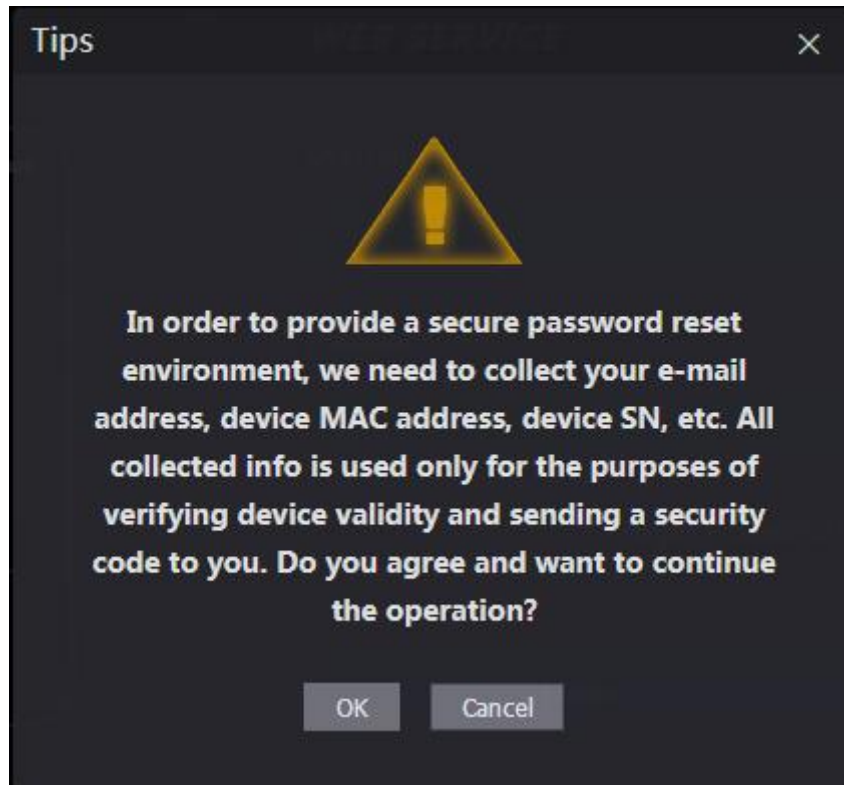 Tips
In order to provide a secure password reset
environment, we need to collect your e-mail
address, device MAC address, device SN, etc. All
collected info is used only for the purposes of
verifying device validity and sending a security
code to you. Do you agree and want to continue
the operation?
OK Cancel